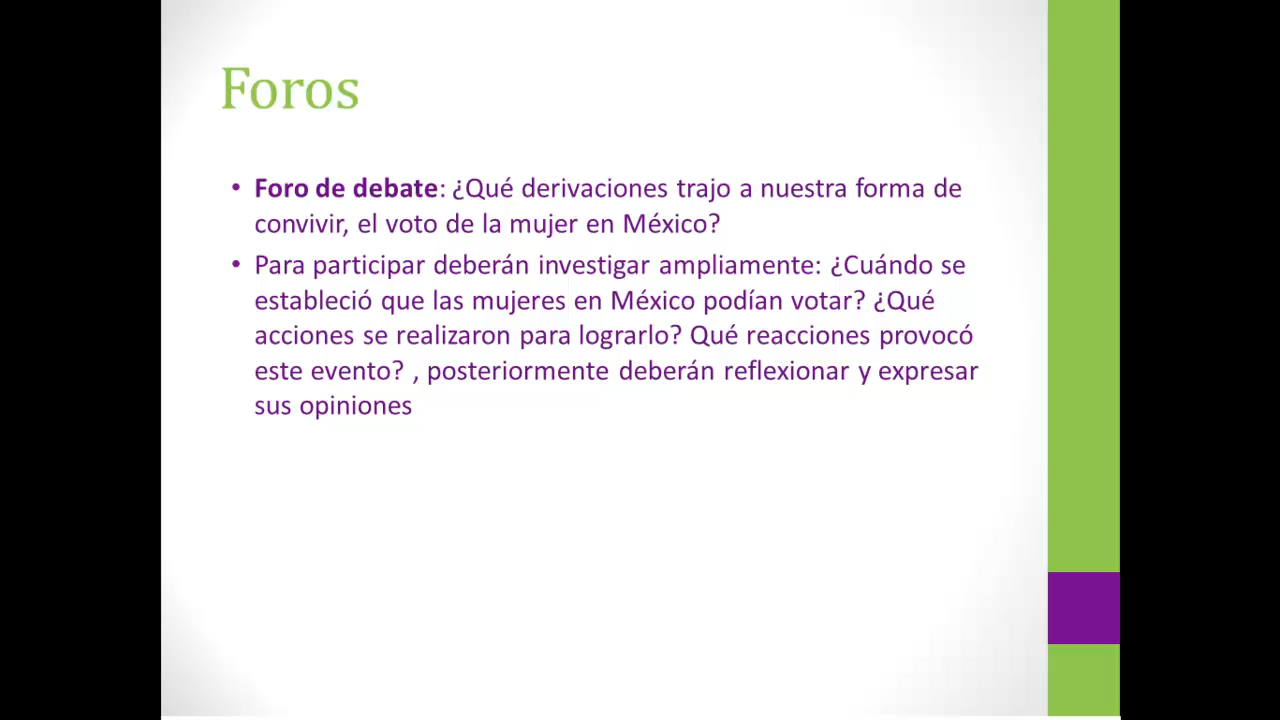 Foros
• Foro de debate: ¿Qué derivaciones trajo a nuestra forma de
convivir, el voto de la mujer en México?
• Para participar deberán investigar ampliamente: ¿Cuándo se
estableció que las mujeres en México podían votar? ¿Qué
acciones se realizaron para lograrlo? Qué reacciones provocó
este evento? , posteriormente deberán reflexionar y expresar
sus opiniones